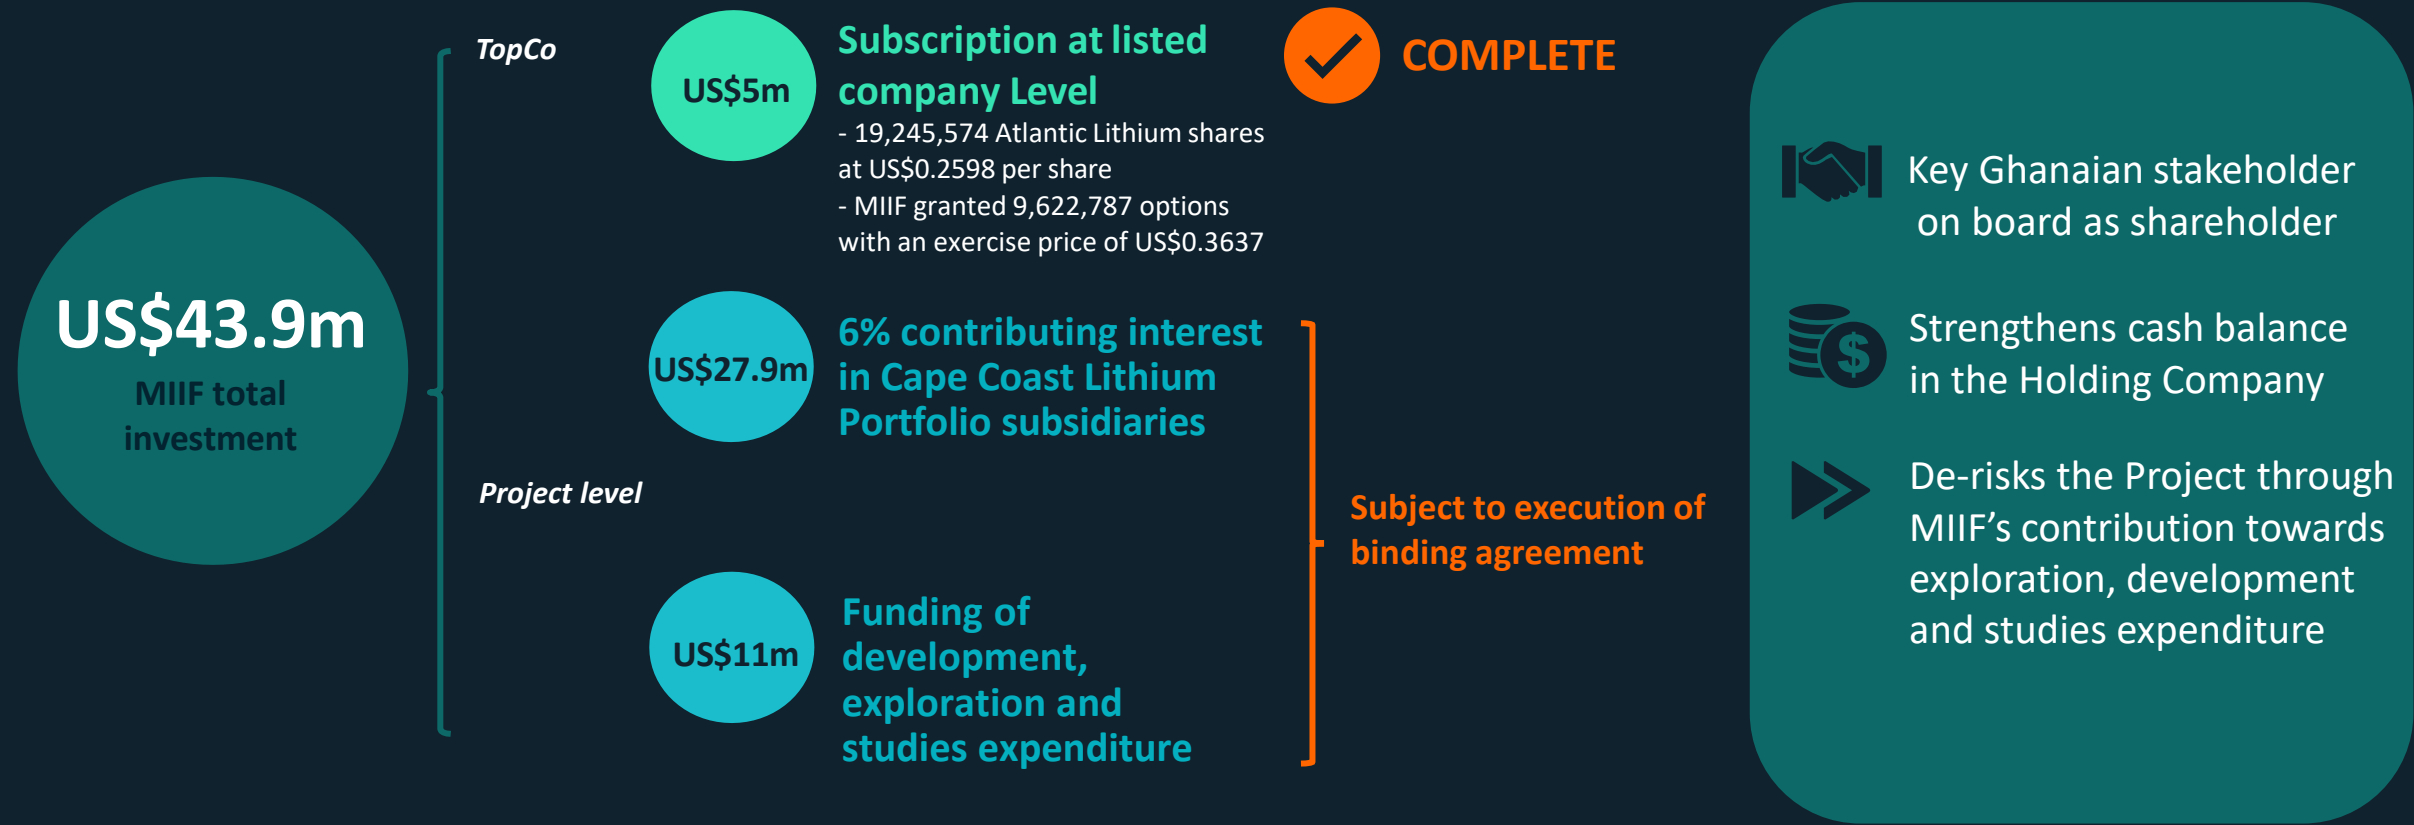 US$43.9m
MIIF total
investment
TopCo
US$5m
Subscription at listed
company Level
- 19,245,574 Atlantic Lithium shares
at US$0.2598 per share
- MIIF granted 9,622,787 options
with an exercise price of US$0.3637
COMPLETE
Project level
US$27.9m
6% contributing interest
in Cape Coast Lithium
Portfolio subsidiaries
US$11m
Funding of
development,
exploration and
studies expenditure
Subject to execution of
binding agreement
Key Ghanaian stakeholder
on board as shareholder
$
Strengthens cash balance
in the Holding Company
De-risks the Project through
MIIF’s contribution towards
exploration, development
and studies expenditure